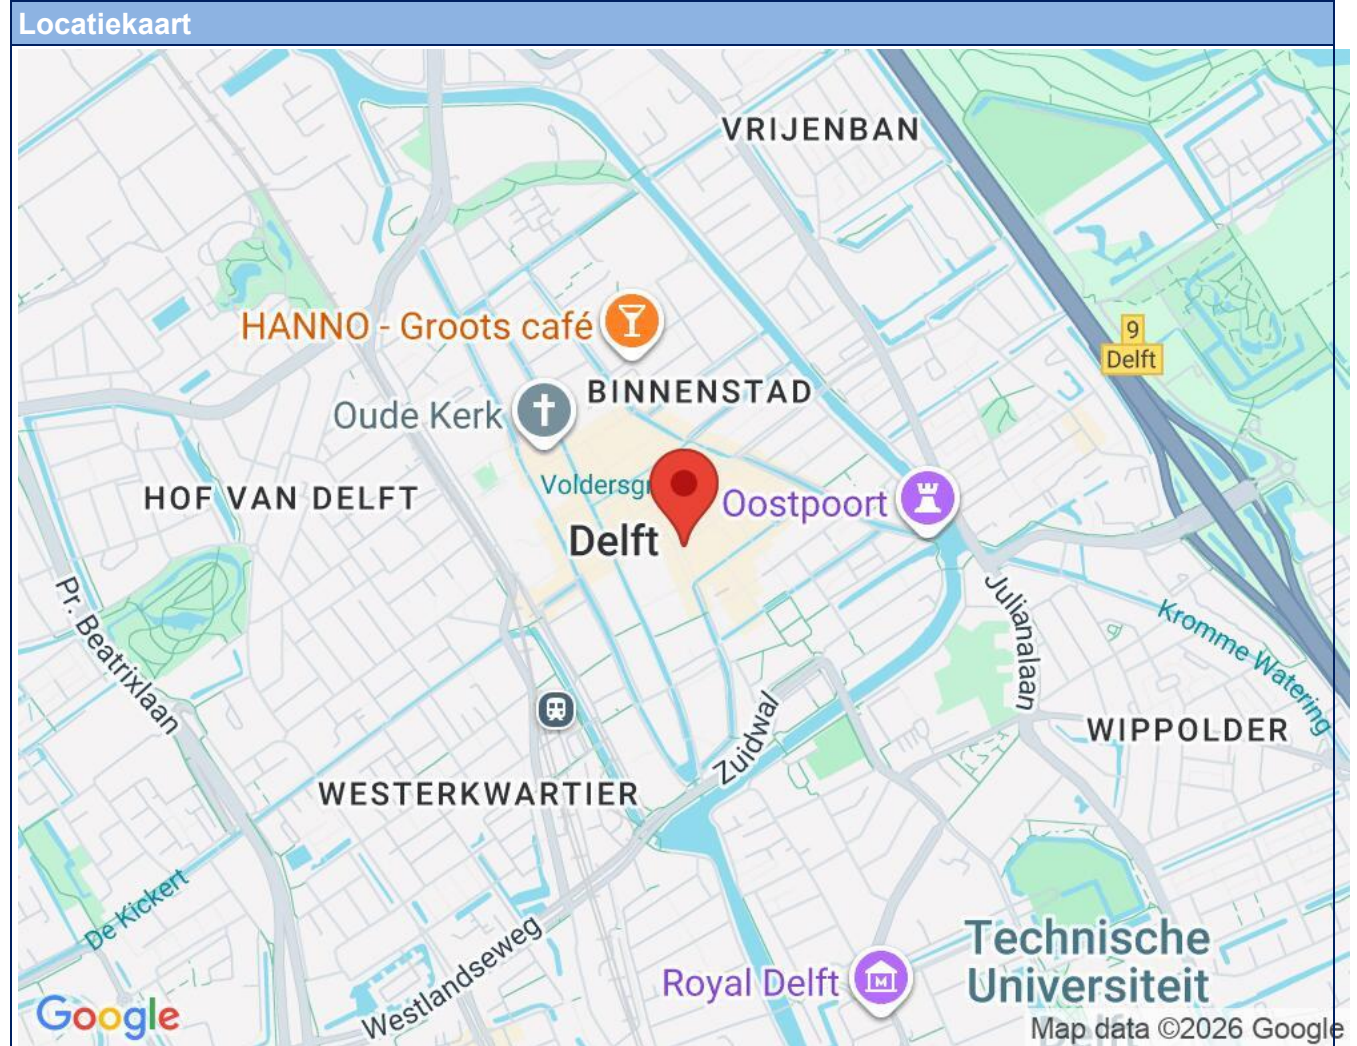 Locatiekaart
VRIJENBAN
HANNO - Groots café
9
Delft
BINNENSTAD
Oude Kerk
Voldersgr
HOF VAN DELFT
Oostpoort
Delft
Pr. Beatrixlaan
Julianalaan
Kromme Watering
Zuidwal
WIPPOLDER
WESTERKWARTIER
De Kickert
Westlandseweg
Technische
Universiteit
Royal Delft
M
Google
Map data ©2026 Google